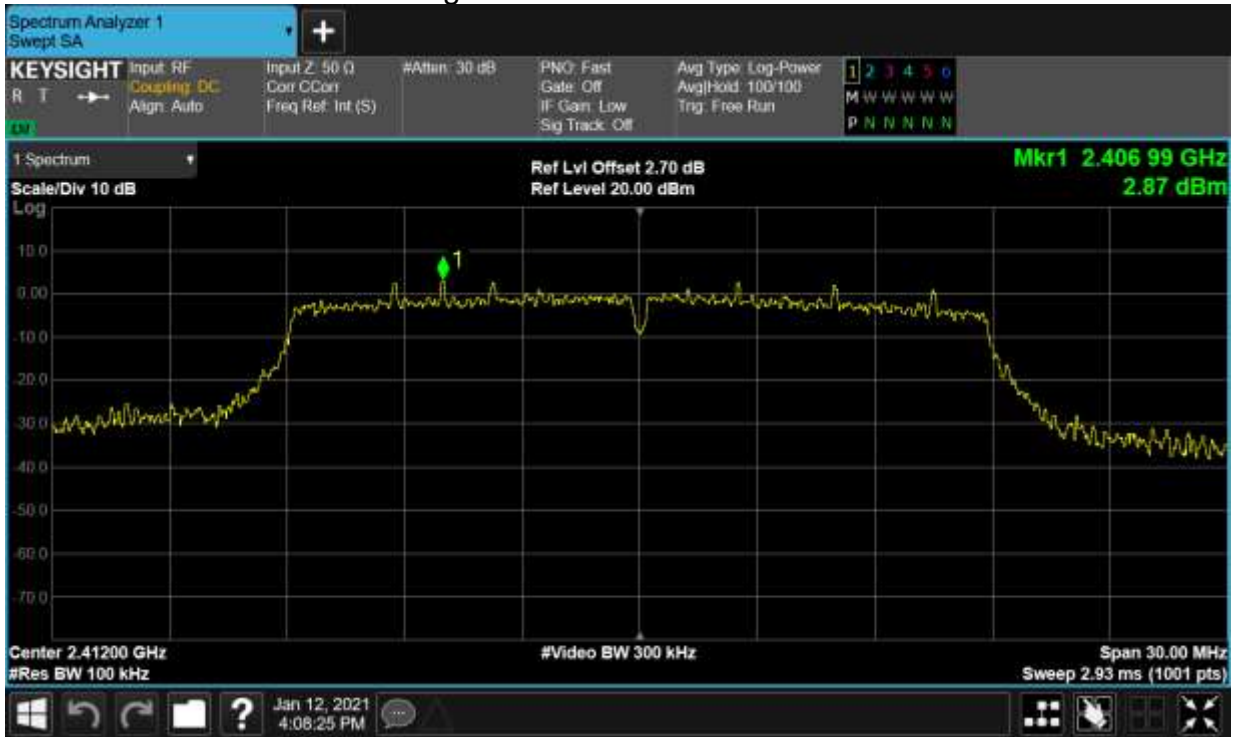 Spectrum Analyzer 1
Swept SA
+
KEYSIGHT Input: RF Input Z: 50 Ω #Atten: 30 dB PNO: Fast Avg Type: Log-Power 1 2 3 4 5 6
R T Coupling: DC Corr CCorr Gate: Off Avg|Hold: 100/100 M W W W W W
Align: Auto Freq Ref: Int (S) IF Gain: Low Trig: Free Run
Sig Track: Off P N N N N N
1 Spectrum Ref Lvl Offset 2.70 dB Mkr1 2.406 99 GHz
Scale/Div 10 dB Ref Level 20.00 dBm 2.87 dBm
Log
10.0
1
0.00
-10.0
-20.0
-30.0
-40.0
-50.0
-60.0
-70.0
Center 2.41200 GHz #Video BW 300 kHz Span 30.00 MHz
#Res BW 100 kHz Sweep 2.93 ms (1001 pts)
? Jan 12, 2021
4:08:25 PM